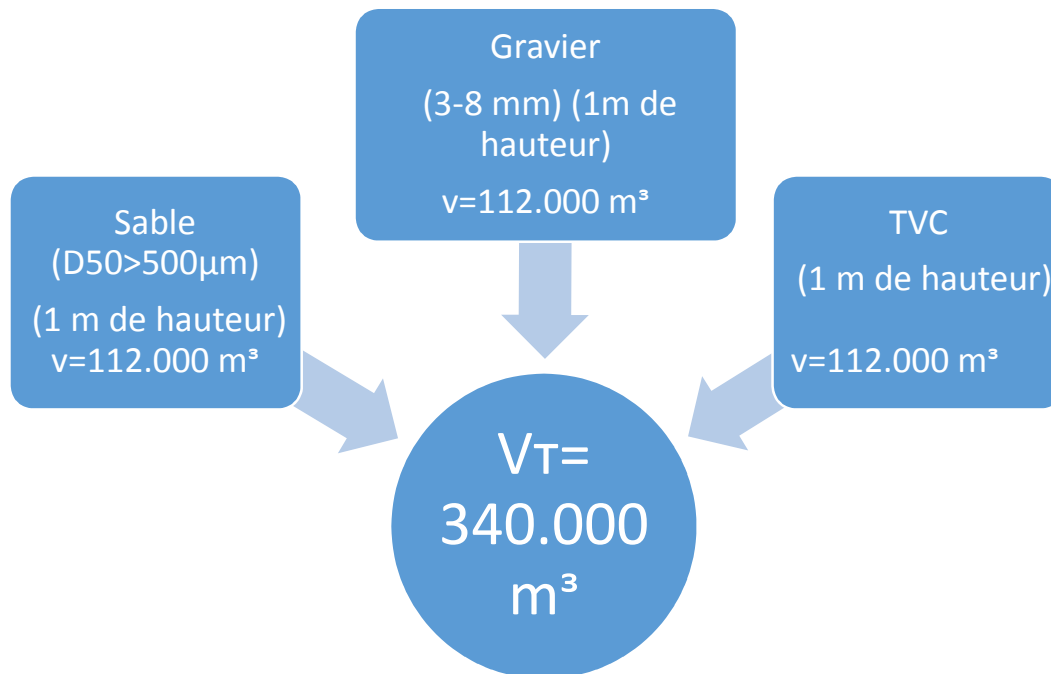 Gravier
(3-8 mm) (1m de
hauteur)
v=112.000 m³
Sable
(D50>500µm)
(1 m de hauteur)
v=112.000 m³
TVC
(1 m de hauteur)
v=112.000 m³
VT=
340.000
m³